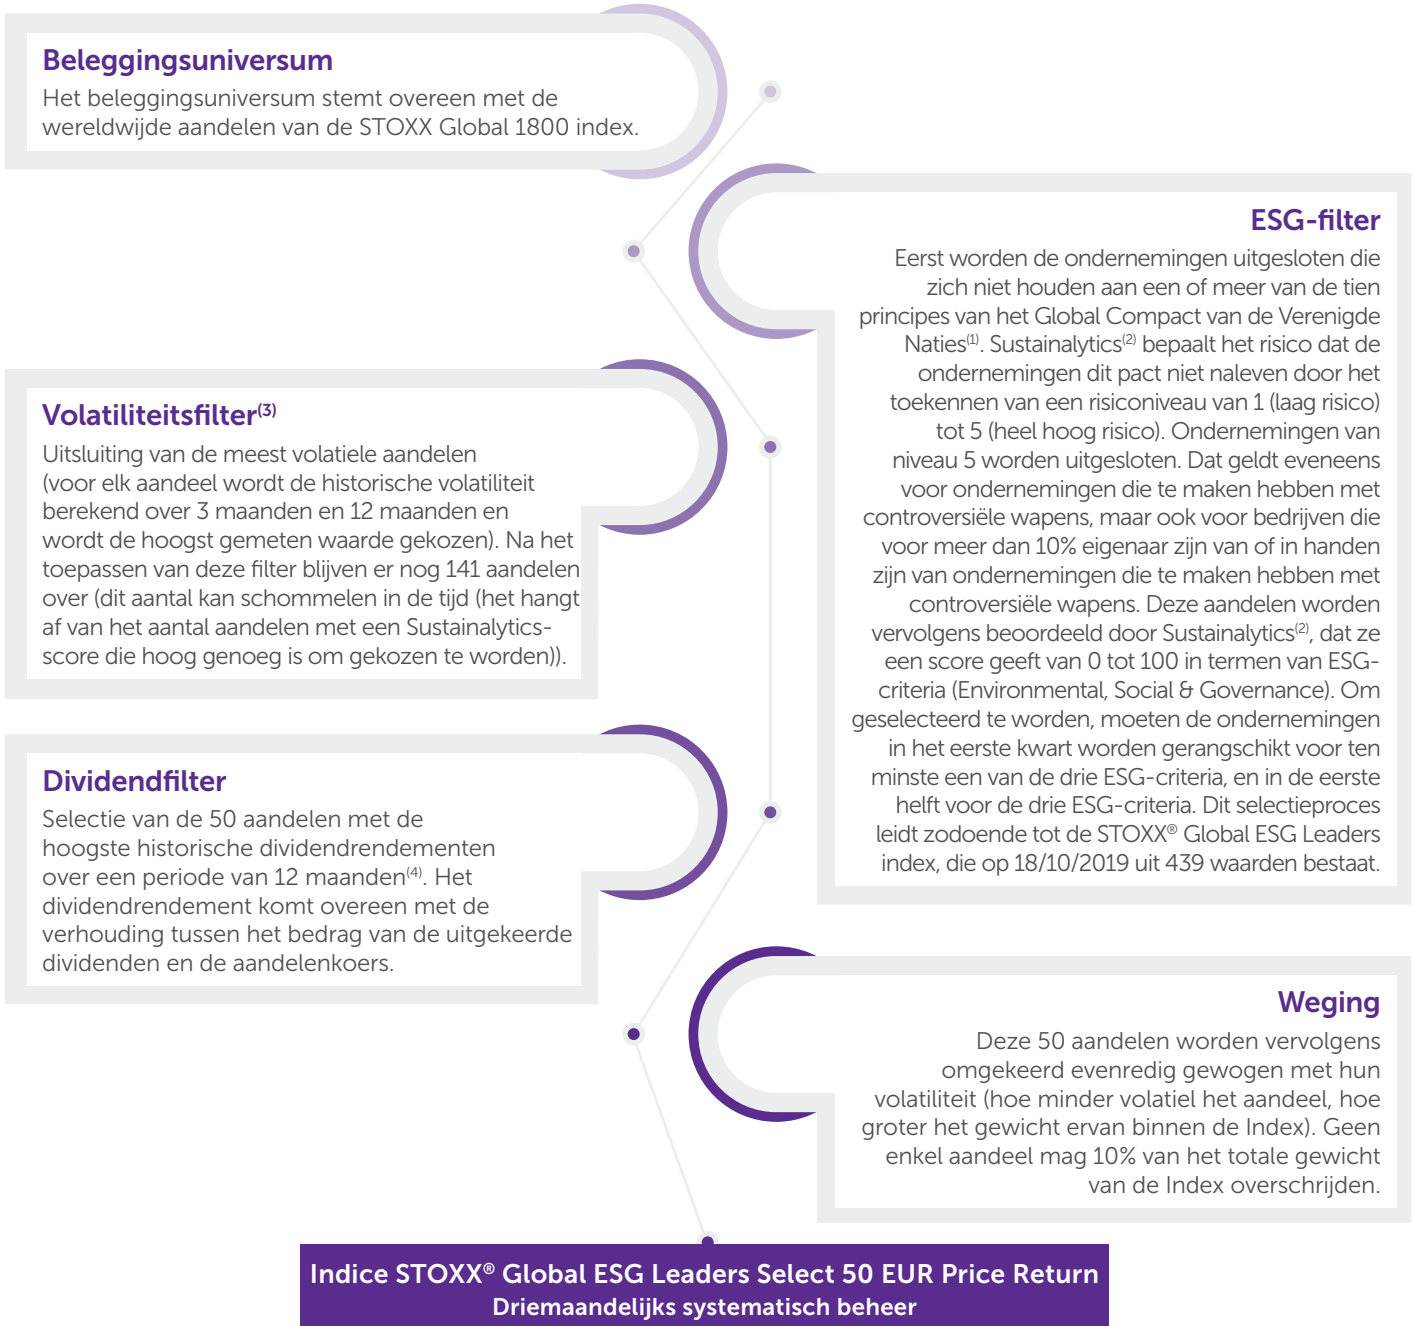 Beleggingsuniversum
Het beleggingsuniversum stemt overeen met de
wereldwijde aandelen van de STOXX Global 1800 index.
ESG-filter
Eerst worden de ondernemingen uitgesloten die
zich niet houden aan een of meer van de tien
principes van het Global Compact van de Verenigde
Naties(1). Sustainalytics(2) bepaalt het risico dat de
ondernemingen dit pact niet naleven door het
toekennen van een risiconiveau van 1 (laag risico)
tot 5 (heel hoog risico). Ondernemingen van
niveau 5 worden uitgesloten. Dat geldt eveneens
voor ondernemingen die te maken hebben met
controversiële wapens, maar ook voor bedrijven die
voor meer dan 10% eigenaar zijn van of in handen
zijn van ondernemingen die te maken hebben met
controversiële wapens. Deze aandelen worden
vervolgens beoordeeld door Sustainalytics(2), dat ze
een score geeft van 0 tot 100 in termen van ESG-
criteria (Environmental, Social & Governance). Om
geselecteerd te worden, moeten de ondernemingen
in het eerste kwart worden gerangschikt voor ten
minste een van de drie ESG-criteria, en in de eerste
helft voor de drie ESG-criteria. Dit selectieproces
leidt zodoende tot de STOXX® Global ESG Leaders
index, die op 18/10/2019 uit 439 waarden bestaat.
Volatiliteitsfilter(3)
Uitsluiting van de meest volatiele aandelen
(voor elk aandeel wordt de historische volatiliteit
berekend over 3 maanden en 12 maanden en
wordt de hoogst gemeten waarde gekozen). Na het
toepassen van deze filter blijven er nog 141 aandelen
over (dit aantal kan schommelen in de tijd (het hangt
af van het aantal aandelen met een Sustainalytics-
score die hoog genoeg is om gekozen te worden)).
Dividendfilter
Selectie van de 50 aandelen met de
hoogste historische dividendrendementen
over een periode van 12 maanden(4). Het
dividendrendement komt overeen met de
verhouding tussen het bedrag van de uitgekeerde
dividenden en de aandelenkoers.
Weging
Deze 50 aandelen worden vervolgens
omgekeerd evenredig gewogen met hun
volatiliteit (hoe minder volatiel het aandeel, hoe
groter het gewicht ervan binnen de Index). Geen
enkel aandeel mag 10% van het totale gewicht
van de Index overschrijden.
Indice STOXX® Global ESG Leaders Select 50 EUR Price Return
Driemaandelijks systematisch beheer